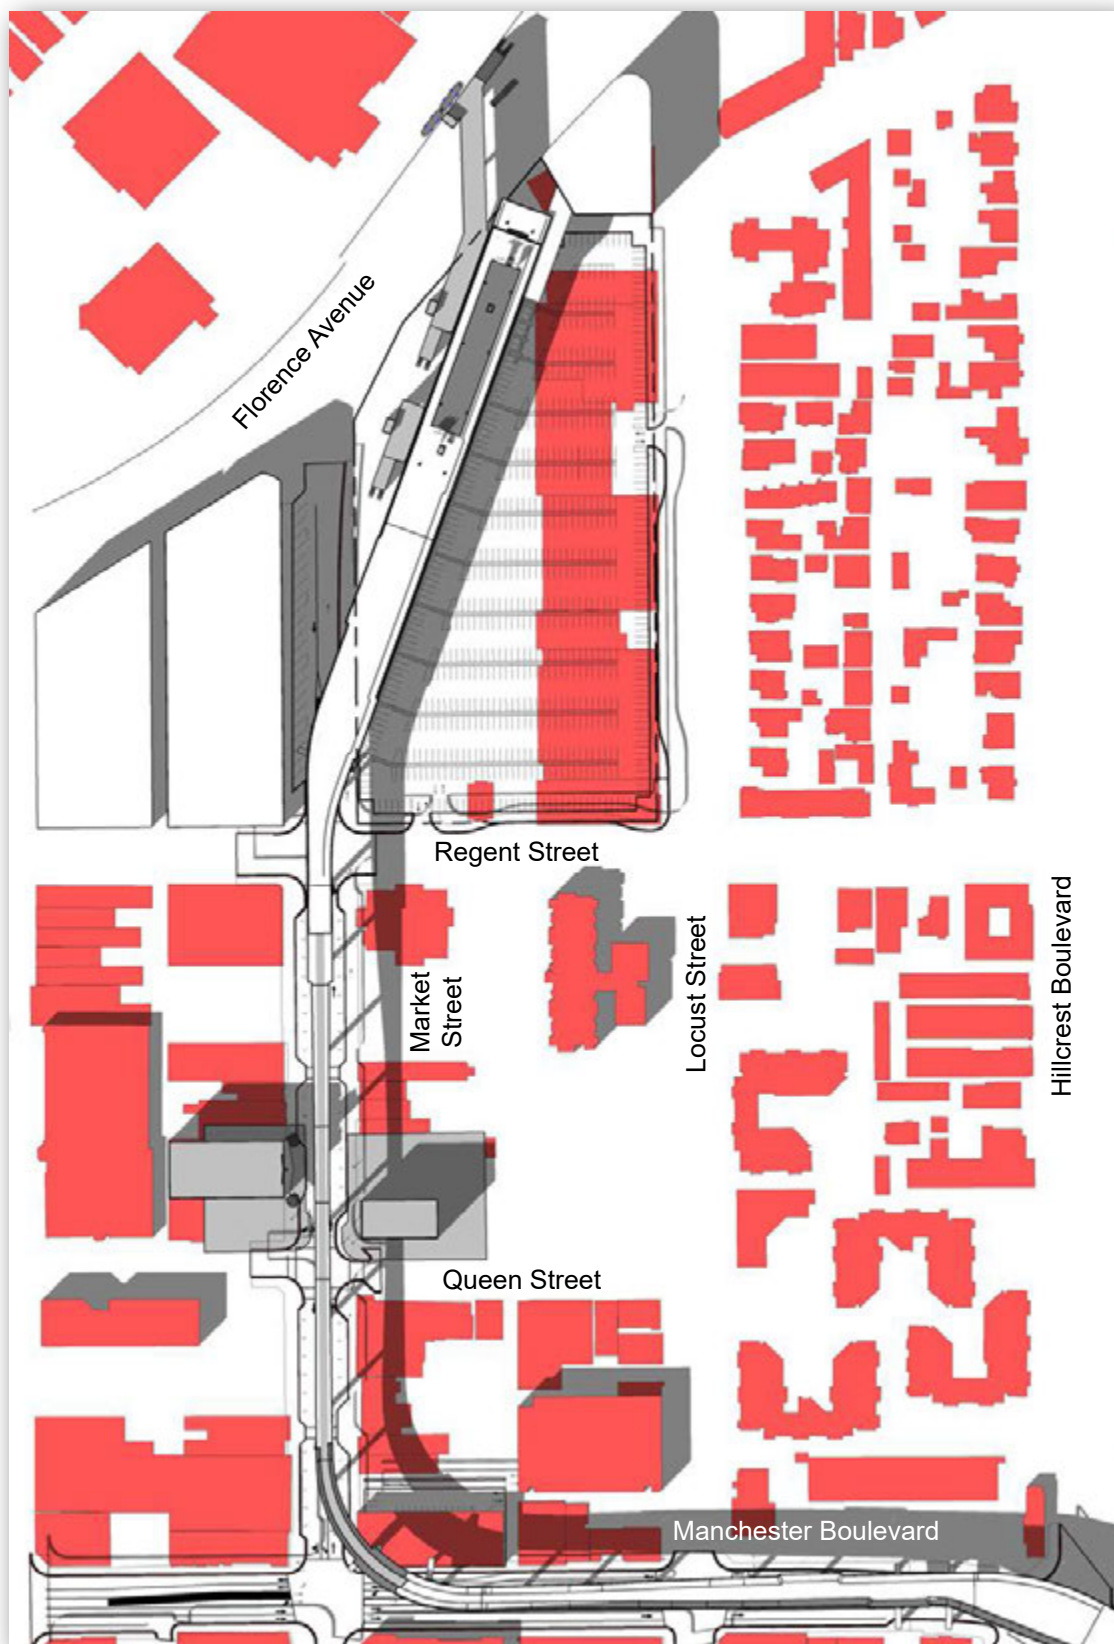 Florence Avenue
Regent Street
Market
Street
Locust Street
Hillcrest Boulevard
Queen Street
Manchester Boulevard